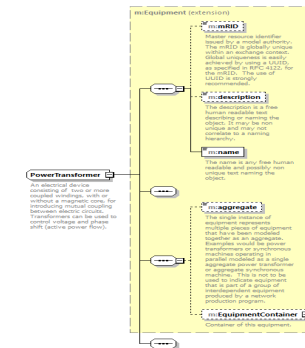 m:Equipment (extension)
m:mRID
Master resource identifier
issued by a model authority.
The mRID is globally unique
within an exchange context.
Global uniqueness is easily
achieved by using a UUID,
as specified in RFC 4122, for
the mRID. The use of
UUID is strongly
recommended.
m:description
The description is a free
human readable text
describing or naming the
object. It may be non
unique and may not
correlate to a naming
hierarchy.
m:name
The name is any free human
readable and possibly non
unique text naming the
object.
PowerTransformer
An electrical device
consisting of two or more
coupled windings, with or
without a magnetic core, for
introducing mutual coupling
between electric circuits.
Transformers can be used to
control voltage and phase
shift (active power flow).
m:aggregate
The single instance of
equipment represents
multiple pieces of equipment
that have been modeled
together as an aggregate.
Examples would be power
transformers or synchronous
machines operating in
parallel modeled as a single
aggregate power transformer
or aggregate synchronous
machine. This is not to be
used to indicate equipment
that is part of a group of
interdependent equipment
produced by a network
production program.
m:EquipmentContainer
Container of this equipment.